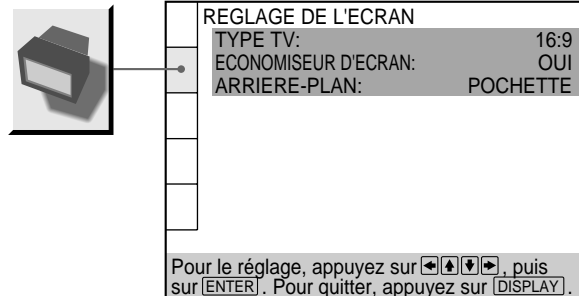 REGLAGE DE L'ECRAN
TYPE TV: 16:9
ECONOMISEUR D'ECRAN: OUI
ARRIERE-PLAN: POCHETTE
Pour le réglage, appuyez sur ←↑↓→, puis
sur ENTER. Pour quitter, appuyez sur DISPLAY.